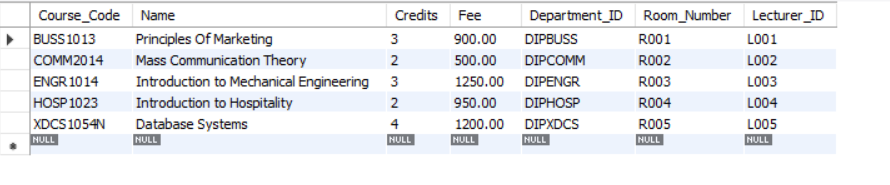 Course_Code Name Credits Fee Department_ID Room_Number Lecturer_ID
BUSS1013 Principles Of Marketing 3 900.00 DIPBUSS R001 L001
COMM2014 Mass Communication Theory 2 500.00 DIPCOMM R002 L002
ENGR1014 Introduction to Mechanical Engineering 3 1250.00 DIPENGR R003 L003
HOSP1023 Introduction to Hospitality 2 950.00 DIPHOSP R004 L004
XDCS1054N Database Systems 4 1200.00 DIPXDCS R005 L005
NULL NULL NULL NULL NULL NULL NULL